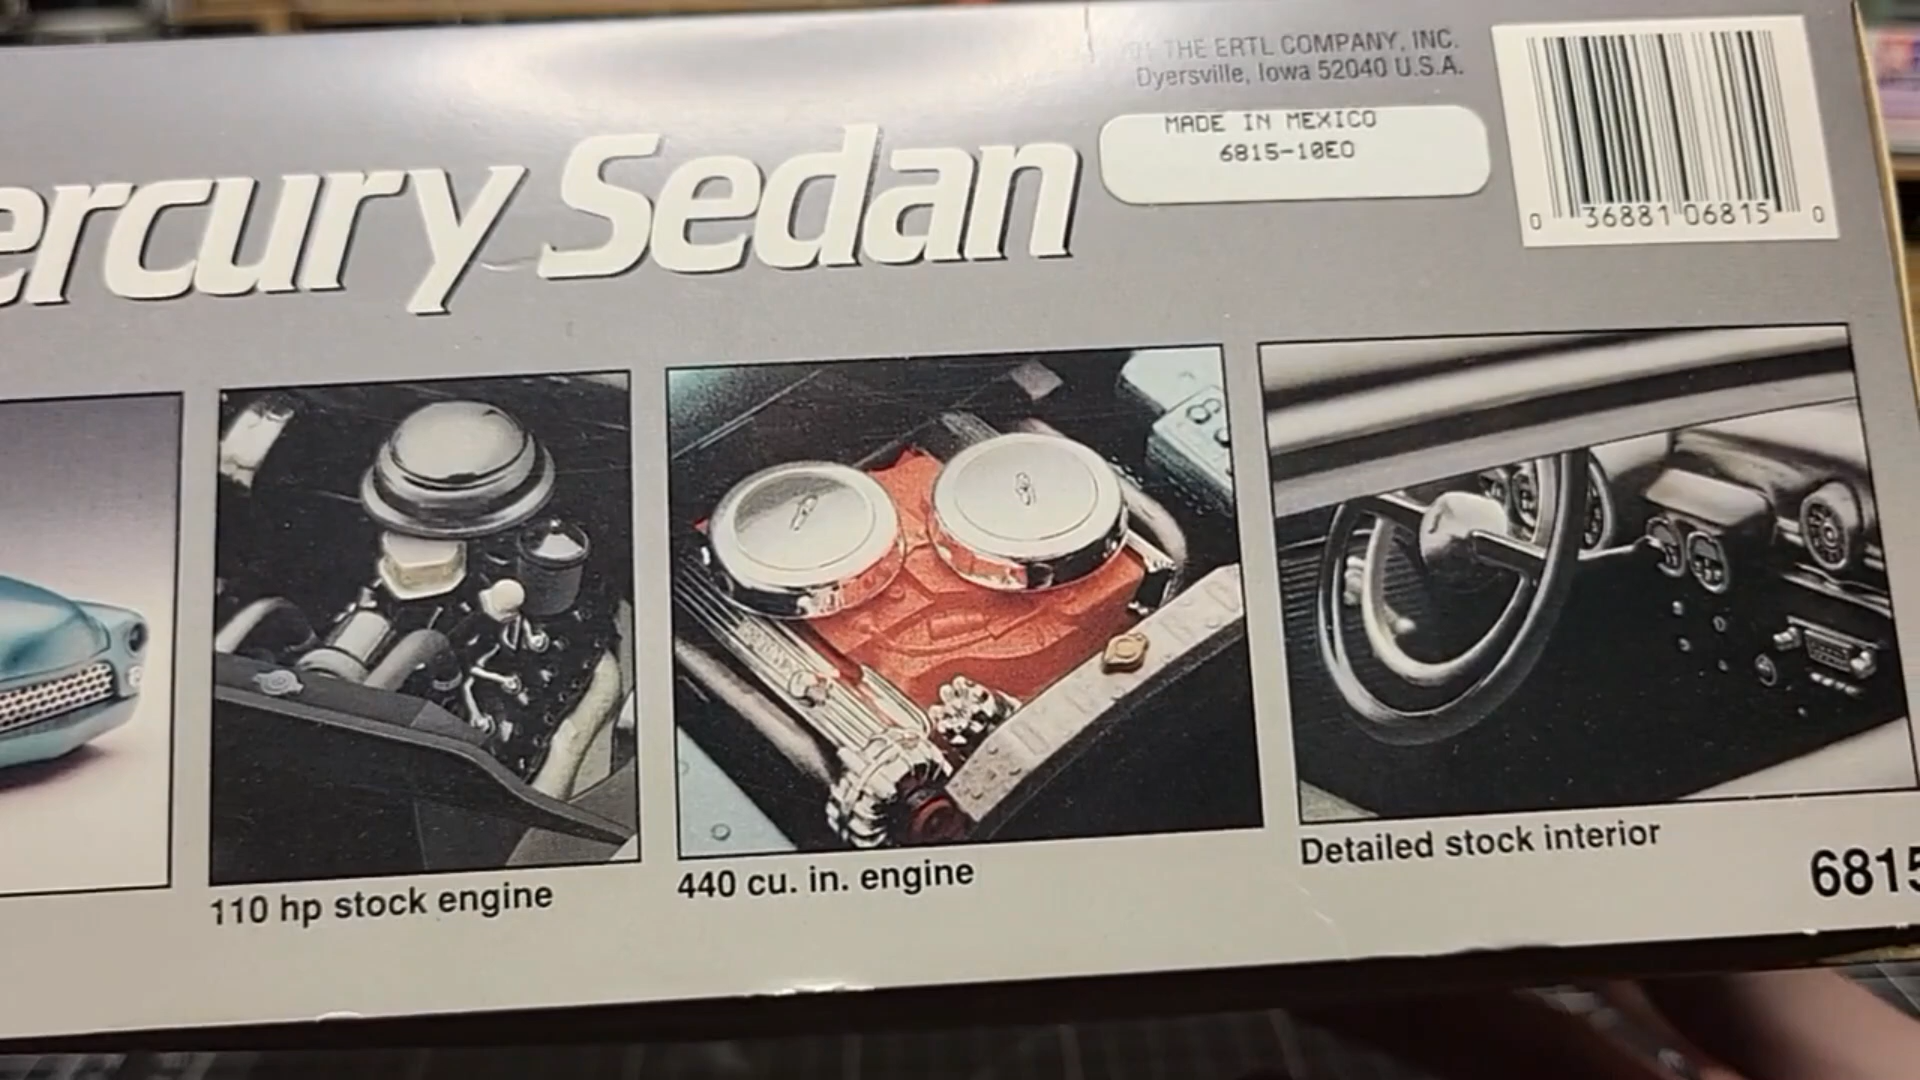 THE ERTL COMPANY, INC.
Dyersville, Iowa 52040 U.S.A.
MADE IN MEXICO
6815-10EO
0 36881 06815 0
ercury Sedan
110 hp stock engine
440 cu. in. engine
Detailed stock interior
6815